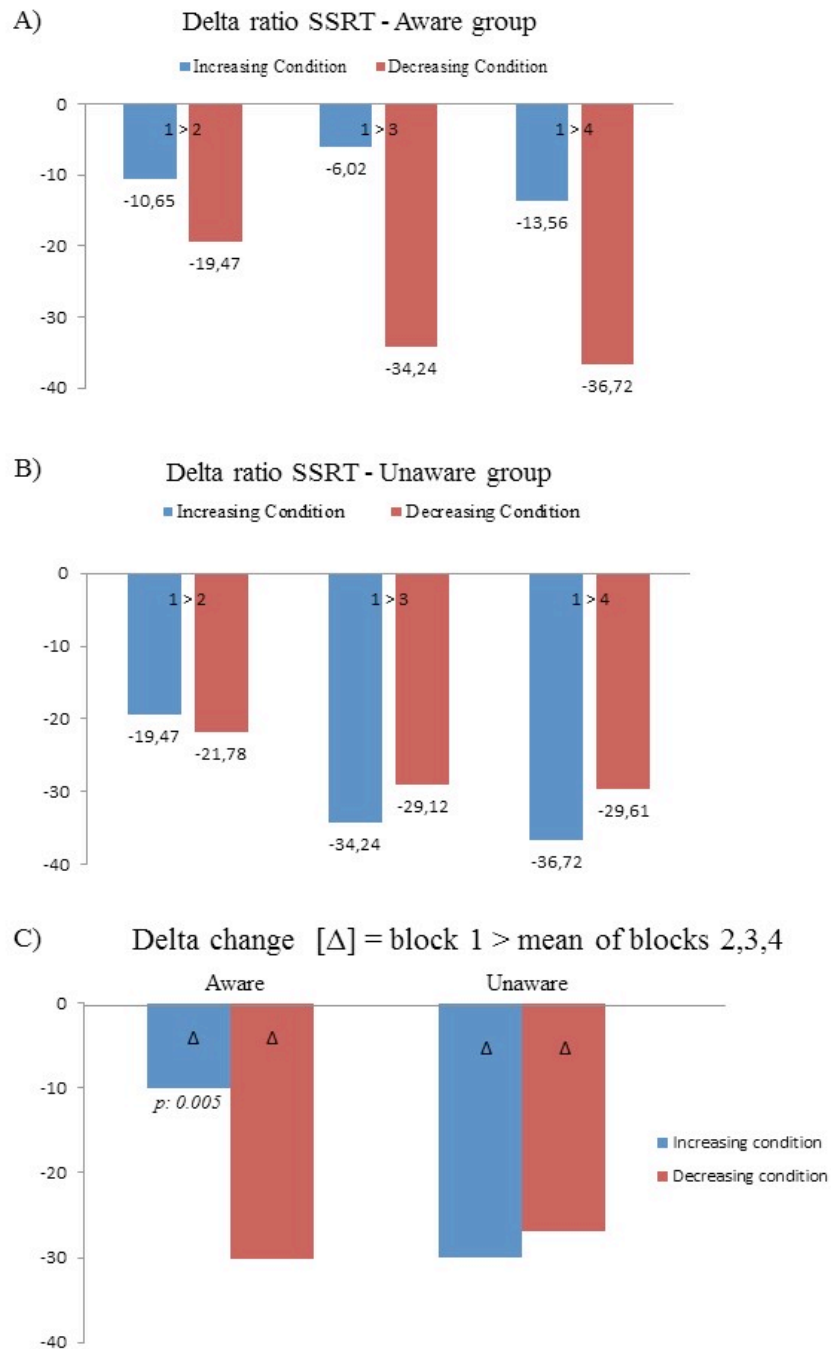 A) Delta ratio SSRT - Aware group
Increasing Condition Decreasing Condition
0
1 > 2 1 > 3 1 > 4
-6,02
-10
-10,65
-13,56
-19,47
-20
-30
-34,24
-36,72
-40
B) Delta ratio SSRT - Unaware group
Increasing Condition Decreasing Condition
0
1 > 2 1 > 3 1 > 4
-10
-20
-19,47 -21,78
-29,12 -29,61
-30
-34,24
-36,72
-40
C) Delta change [Δ] = block 1 > mean of blocks 2,3,4
Aware Unaware
0
Δ Δ Δ Δ
-10
p: 0.005
Increasing condition
Decreasing condition
-20
-30
-40